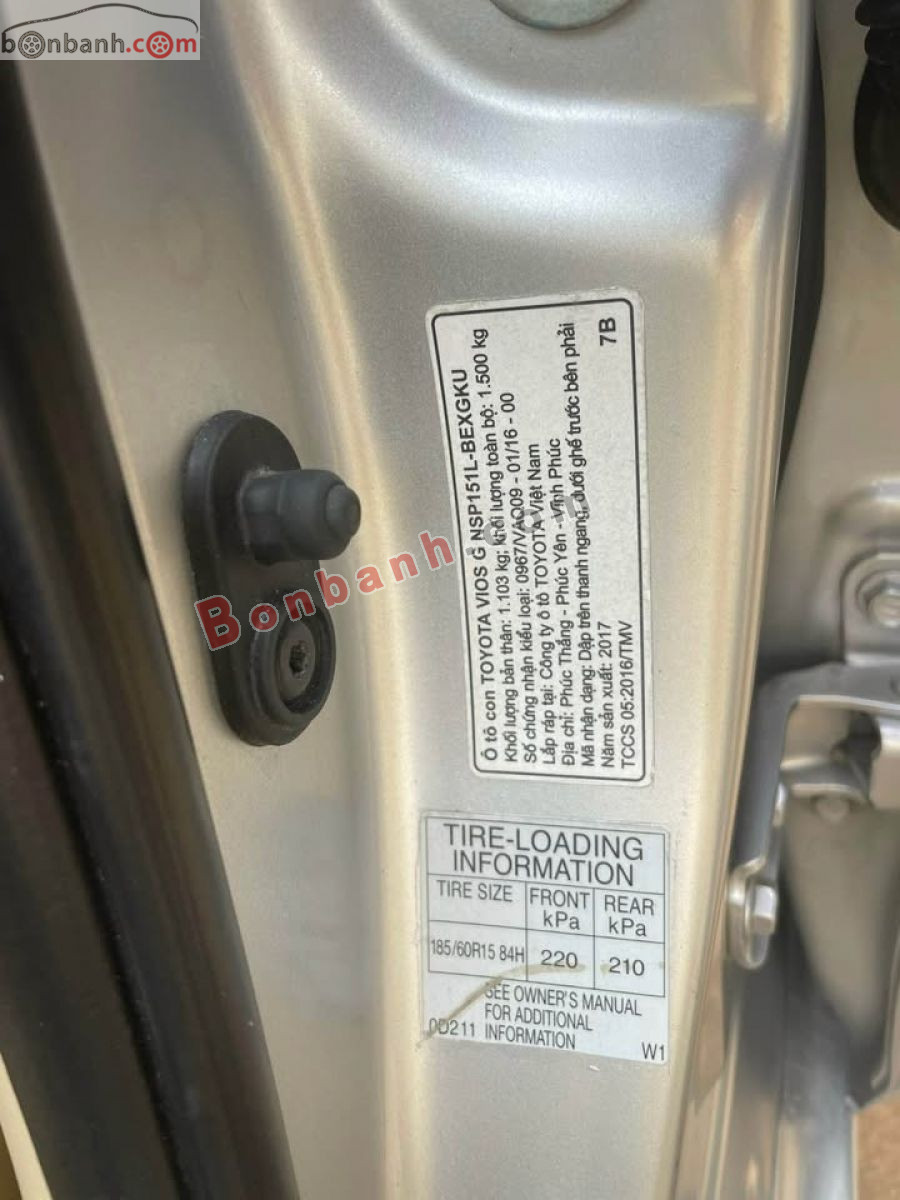 bonbanh.com
Ô tô con TOYOTA VIOS G NSP151L-BEXGKU
Khối lượng bản thân: 1.103 kg; khối lượng toàn bộ: 1.500 kg
Số chứng nhận kiểu loại: 0967/VAQ09 - 01/16 - 00
Lắp ráp tại: Công ty ô tô TOYOTA Việt Nam
Địa chỉ: Phúc Thắng - Phúc Yên - Vĩnh Phúc
Mã nhận dạng: Dập trên thanh ngang, dưới ghế trước bên phải
Năm sản xuất: 2017
TCCS 05:2016/TMV
7B
Bonbanh
TIRE-LOADING
INFORMATION
TIRE SIZE FRONT kPa REAR kPa
185/60R15 84H 220 210
SEE OWNER'S MANUAL
FOR ADDITIONAL
0D211 INFORMATION
W1